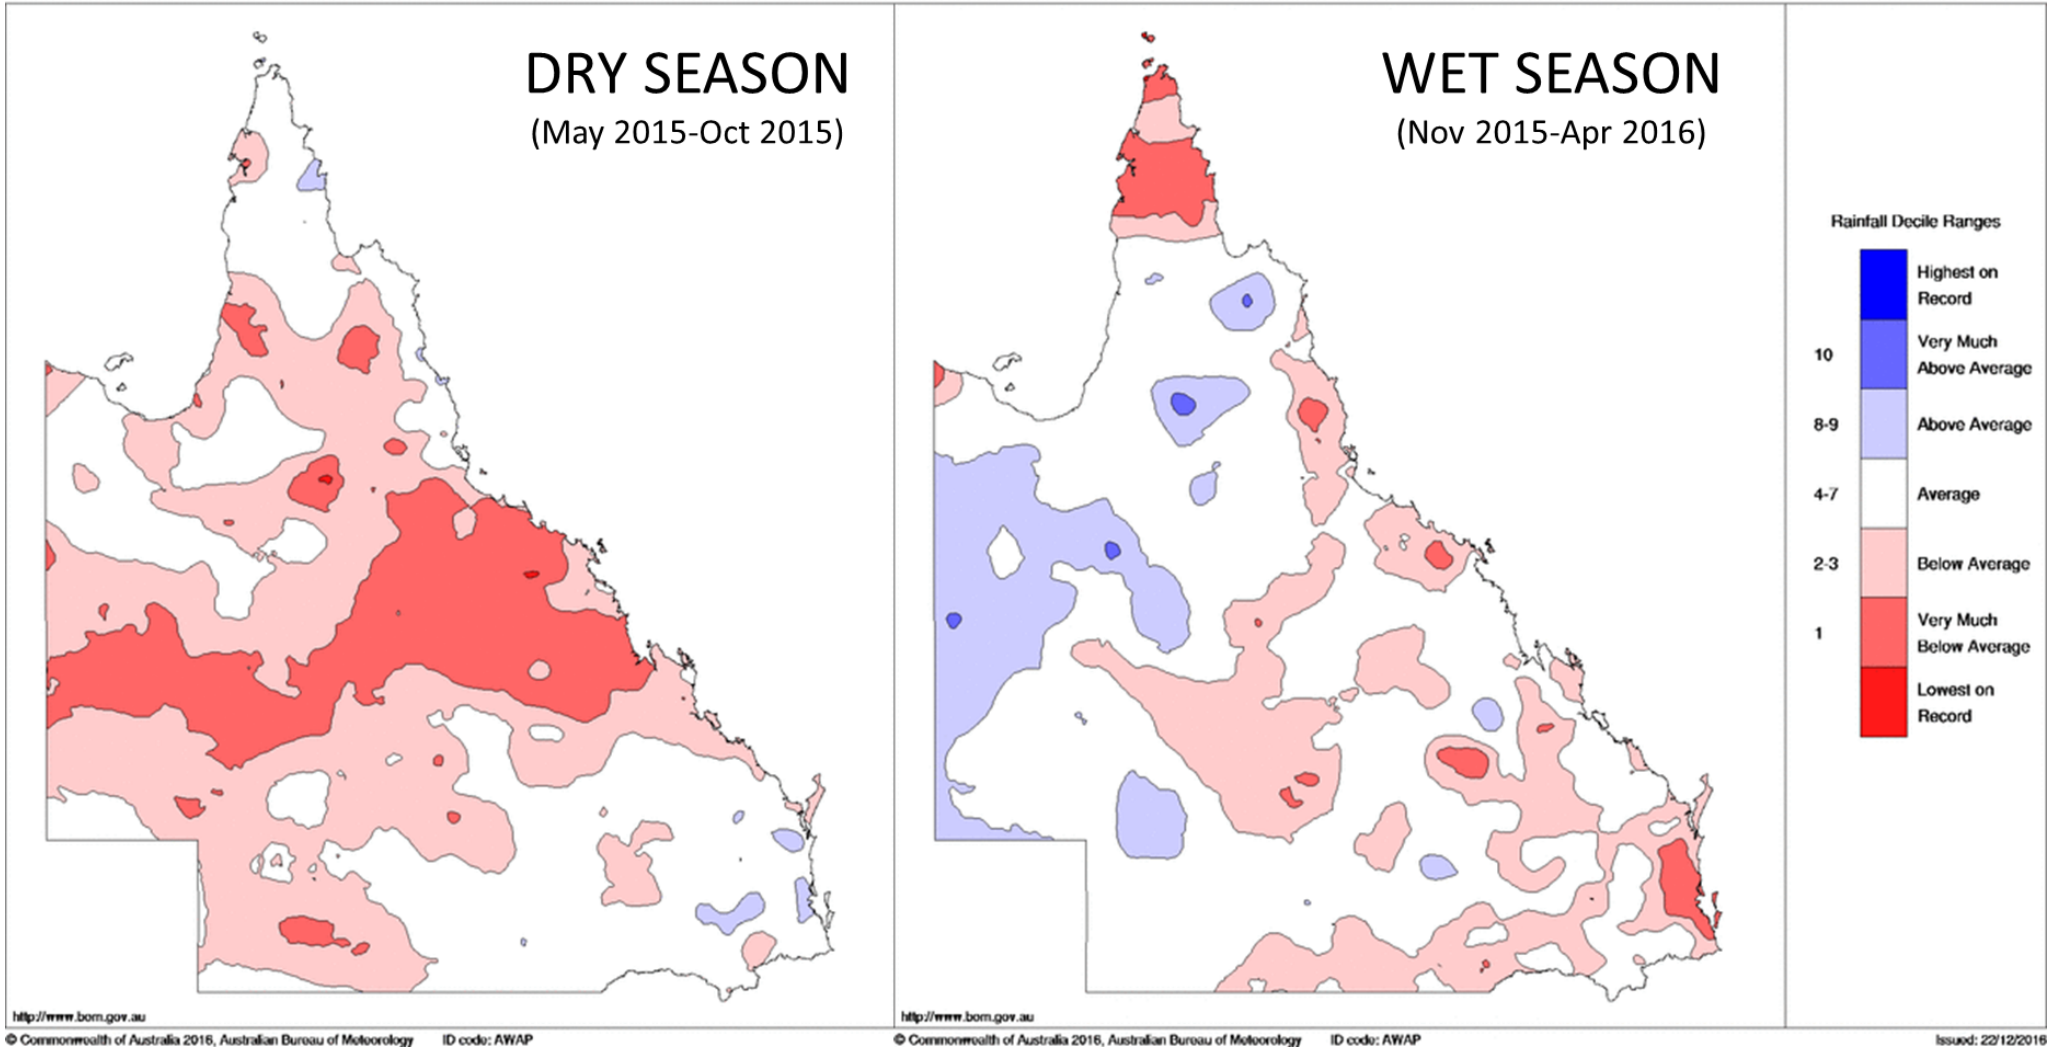 DRY SEASON
(May 2015-Oct 2015)
WET SEASON
(Nov 2015-Apr 2016)
Rainfall Decile Ranges
Highest on
Record
10
Very Much
Above Average
8-9
Above Average
4-7
Average
2-3
Below Average
1
Very Much
Below Average
Lowest on
Record
http://www.bom.gov.au
http://www.bom.gov.au
© Commonwealth of Australia 2016, Australian Bureau of Meteorology ID code: AWAP
© Commonwealth of Australia 2016, Australian Bureau of Meteorology ID code: AWAP
Issued: 22/12/2016